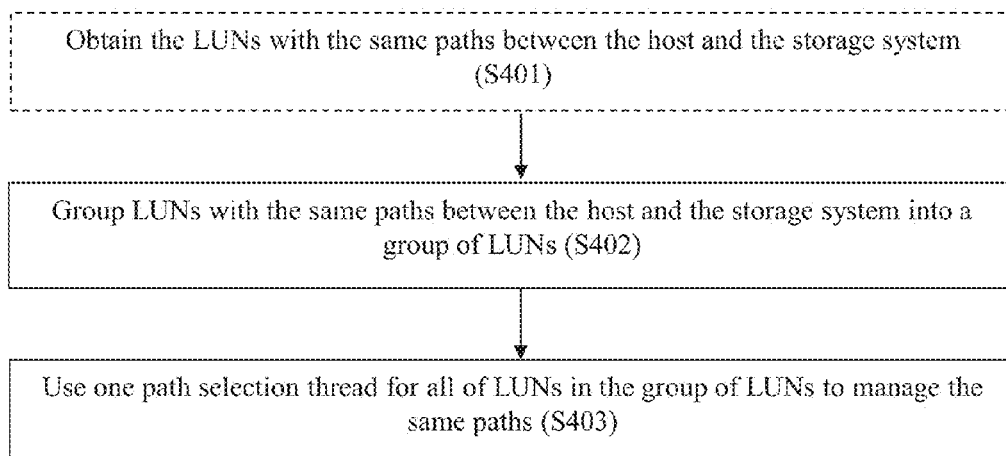 Obtain the LUNs with the same paths between the host and the storage system
(S401)
Group LUNs with the same paths between the host and the storage system into a
group of LUNs (S402)
Use one path selection thread for all of LUNs in the group of LUNs to manage the
same paths (S403)